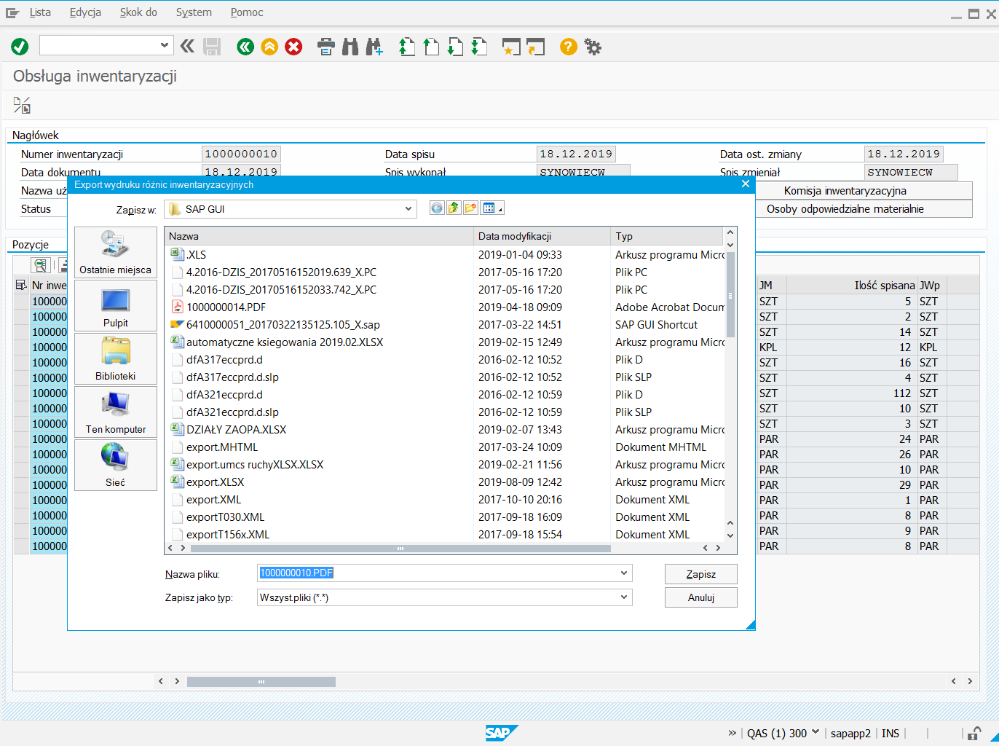 Lista Edycja Skok do System Pomoc
Obsługa inwentaryzacji
Nagłówek
Numer inwentaryzacji 1000000010 Data spisu 18.12.2019 Data ost. zmiany 18.12.2019
Data dokumentu 18.12.2019 Spis wykonał SYNOWIECW Spis zmieniał SYNOWIECW
Nazwa uż Komisja inwentaryzacyjna
Status Osoby odpowiedzialne materialnie
Pozycje
Export wydruku różnic inwentaryzacyjnych
Zapisz w: SAP GUI
Ostatnie miejsca
Pulpit
Biblioteki
Ten komputer
Sieć
Nazwa Data modyfikacji Typ
.XLS 2019-01-04 09:33 Arkusz programu Micro
4.2016-DZIS_20170516152019.639_X.PC 2017-05-16 17:20 Plik PC
4.2016-DZIS_20170516152033.742_X.PC 2017-05-16 17:20 Plik PC
1000000014.PDF 2019-04-18 09:09 Adobe Acrobat Docum
6410000051_20170322135125.105_X.sap 2017-03-22 14:51 SAP GUI Shortcut
automatyczne ksiegowania 2019.02.XLSX 2019-02-15 12:49 Arkusz programu Micro
dfA317eccprd.d 2016-02-12 10:52 Plik D
dfA317eccprd.d.slp 2016-02-12 10:52 Plik SLP
dfA321eccprd.d 2016-02-12 10:59 Plik D
dfA321eccprd.d.slp 2016-02-12 10:59 Plik SLP
DZIAŁY ZAOPA.XLSX 2019-02-07 13:43 Arkusz programu Micro
export.MHTML 2017-03-24 10:09 Dokument MHTML
export.umcs ruchyXLSX.XLSX 2019-02-21 11:56 Arkusz programu Micro
export.XLSX 2019-08-09 12:42 Arkusz programu Micro
export.XML 2017-10-10 20:16 Dokument XML
exportT030.XML 2017-09-18 16:09 Dokument XML
exportT156x.XML 2017-09-18 15:54 Dokument XML
Nazwa pliku: 1000000010.PDF Zapisz
Zapisz jako typ: Wszyst.pliki (*.*) Anuluj
Nr inwe JM Ilość spisana JWp
100000 SZT 5 SZT
100000 SZT 2 SZT
100000 SZT 14 SZT
100000 KPL 12 KPL
100000 SZT 16 SZT
100000 SZT 4 SZT
100000 SZT 112 SZT
100000 SZT 10 SZT
100000 SZT 3 SZT
100000 PAR 24 PAR
100000 PAR 26 PAR
100000 PAR 10 PAR
100000 PAR 29 PAR
100000 PAR 1 PAR
100000 PAR 8 PAR
100000 PAR 9 PAR
100000 PAR 8 PAR
SAP QAS (1) 300 sapapp2 INS